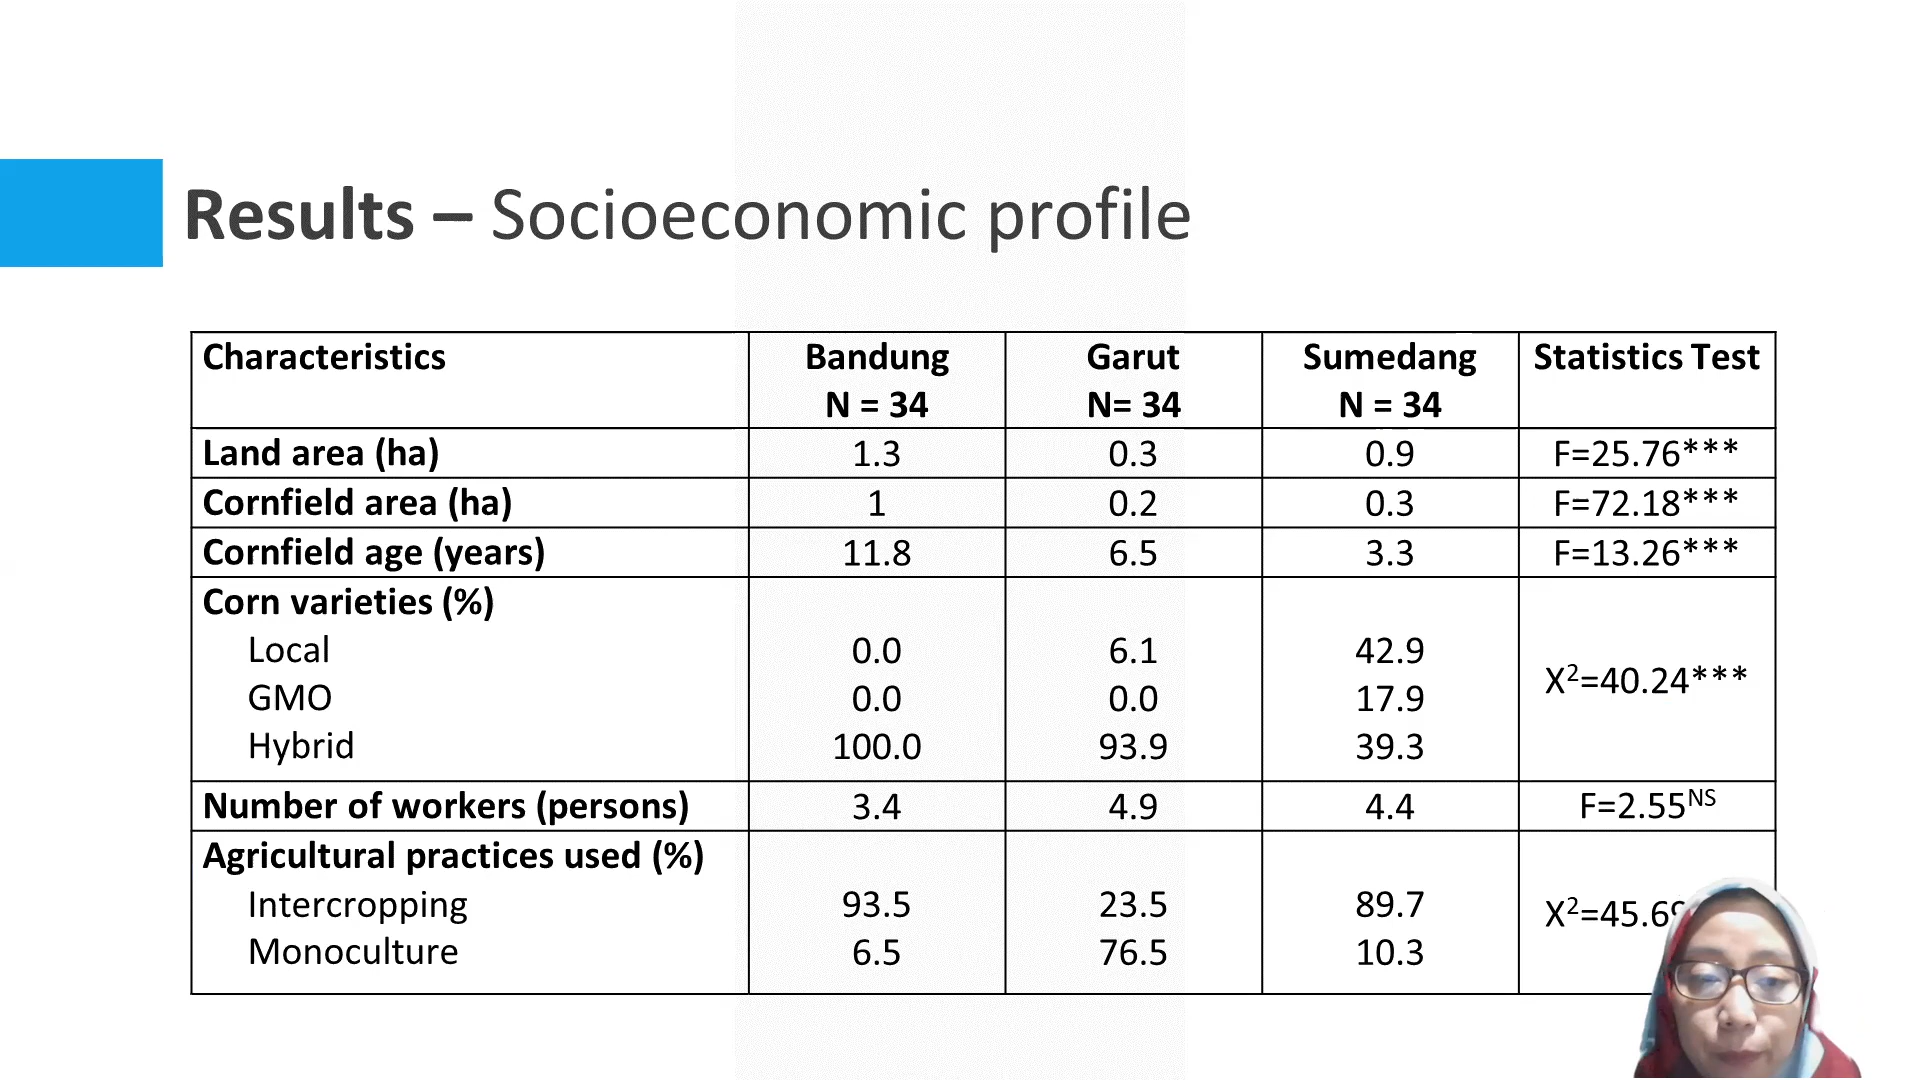 Results – Socioeconomic profile
Characteristics Bandung Garut Sumedang Statistics Test
N = 34 N= 34 N = 34
Land area (ha) 1.3 0.3 0.9 F=25.76***
Cornfield area (ha) 1 0.2 0.3 F=72.18***
Cornfield age (years) 11.8 6.5 3.3 F=13.26***
Corn varieties (%)
Local 0.0 6.1 42.9
GMO 0.0 0.0 17.9
X²=40.24***
Hybrid 100.0 93.9 39.3
Number of workers (persons) 3.4 4.9 4.4 F=2.55ᴺˢ
Agricultural practices used (%)
Intercropping 93.5 23.5 89.7
Monoculture 6.5 76.5 10.3